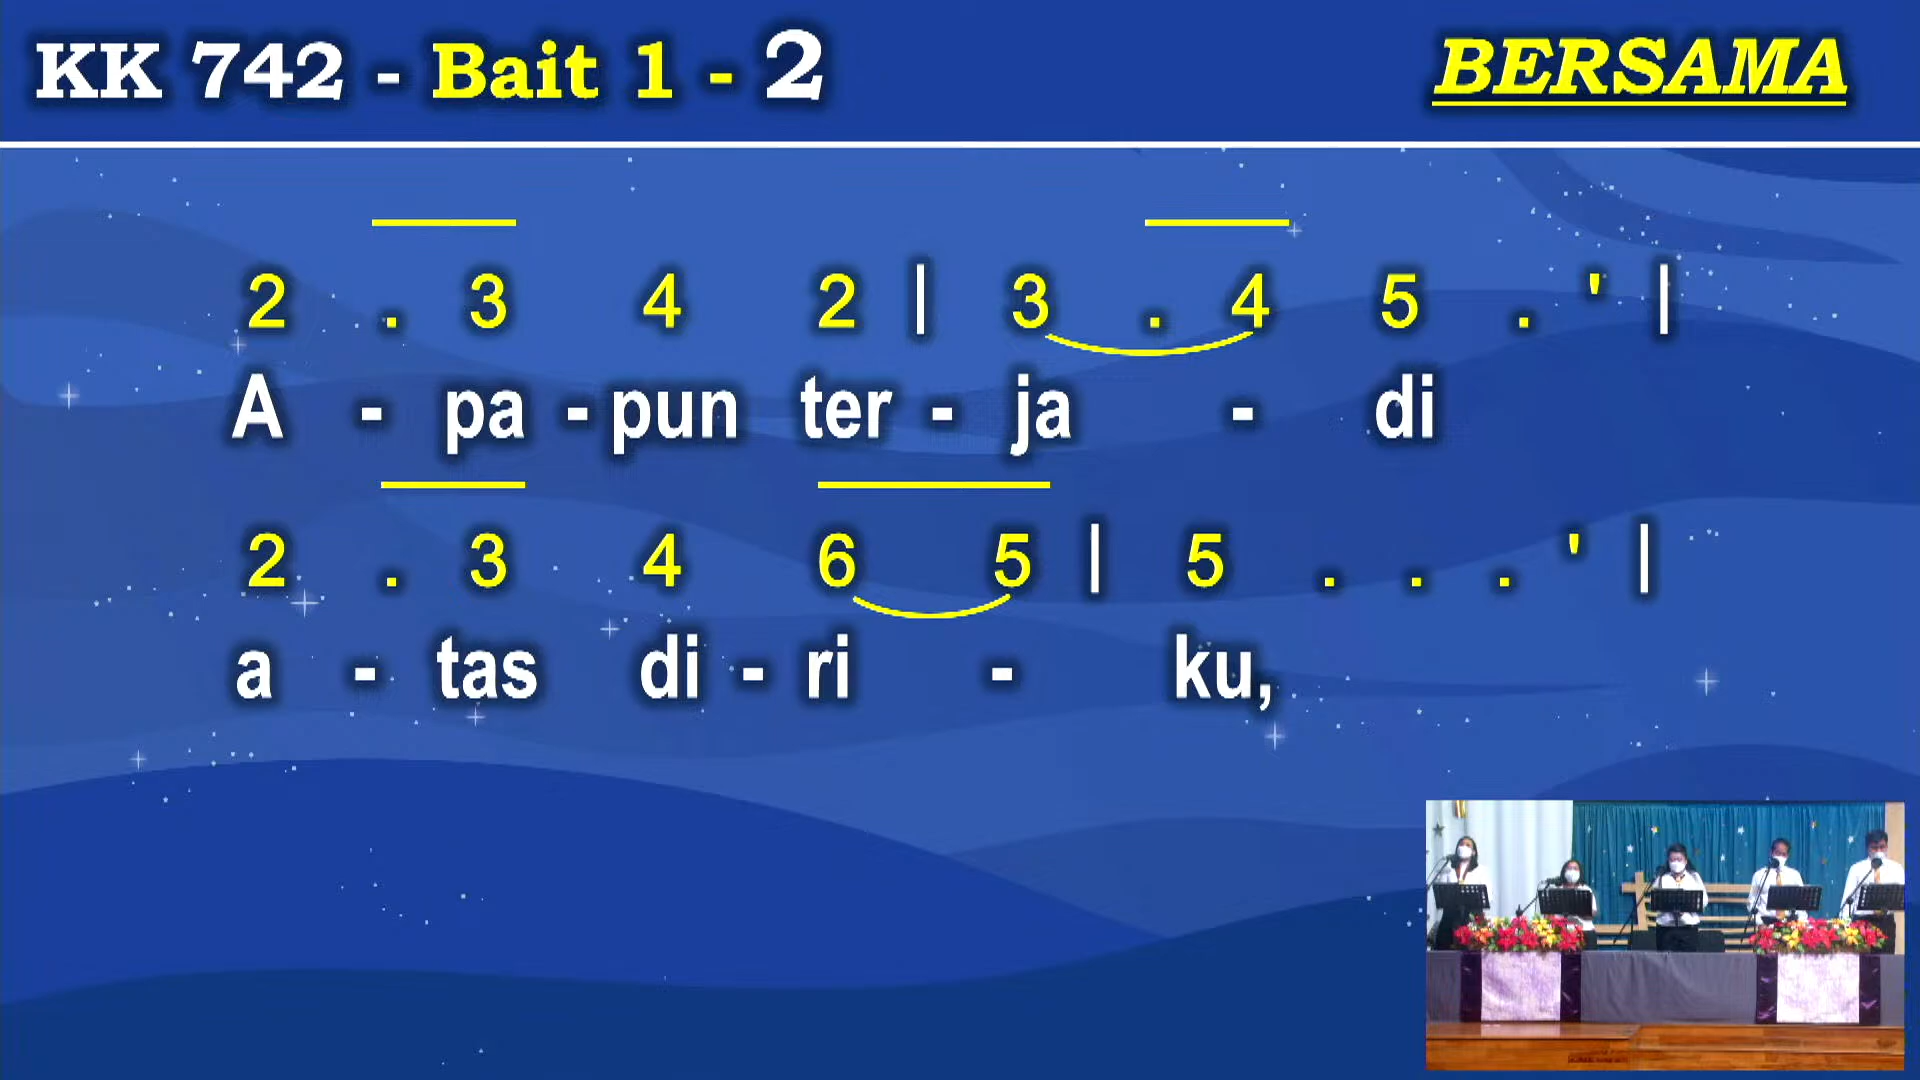 KK 742 - Bait 1 - 2
BERSAMA
2 . 3 4 2 | 3 . 4 5 . ' |
A - pa - pun ter - ja - di
2 . 3 4 6 5 | 5 . . . ' |
a - tas di - ri - ku,